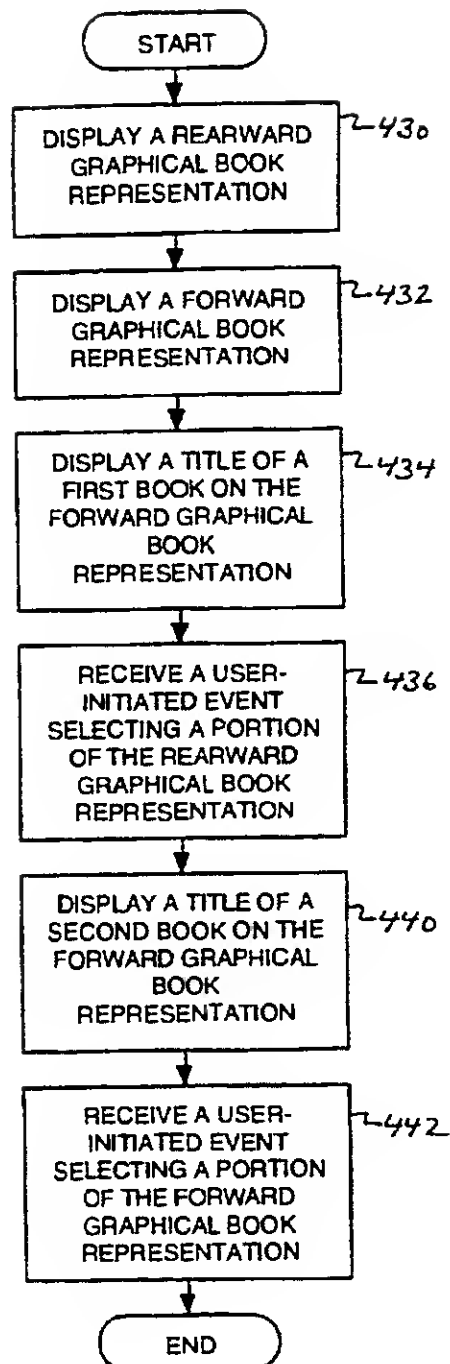 START
DISPLAY A REARWARD
GRAPHICAL BOOK
REPRESENTATION
430
DISPLAY A FORWARD
GRAPHICAL BOOK
REPRESENTATION
432
DISPLAY A TITLE OF A
FIRST BOOK ON THE
FORWARD GRAPHICAL
BOOK
REPRESENTATION
434
RECEIVE A USER-
INITIATED EVENT
SELECTING A PORTION
OF THE REARWARD
GRAPHICAL BOOK
REPRESENTATION
436
DISPLAY A TITLE OF A
SECOND BOOK ON THE
FORWARD GRAPHICAL
BOOK
REPRESENTATION
440
RECEIVE A USER-
INITIATED EVENT
SELECTING A PORTION
OF THE FORWARD
GRAPHICAL BOOK
REPRESENTATION
442
END